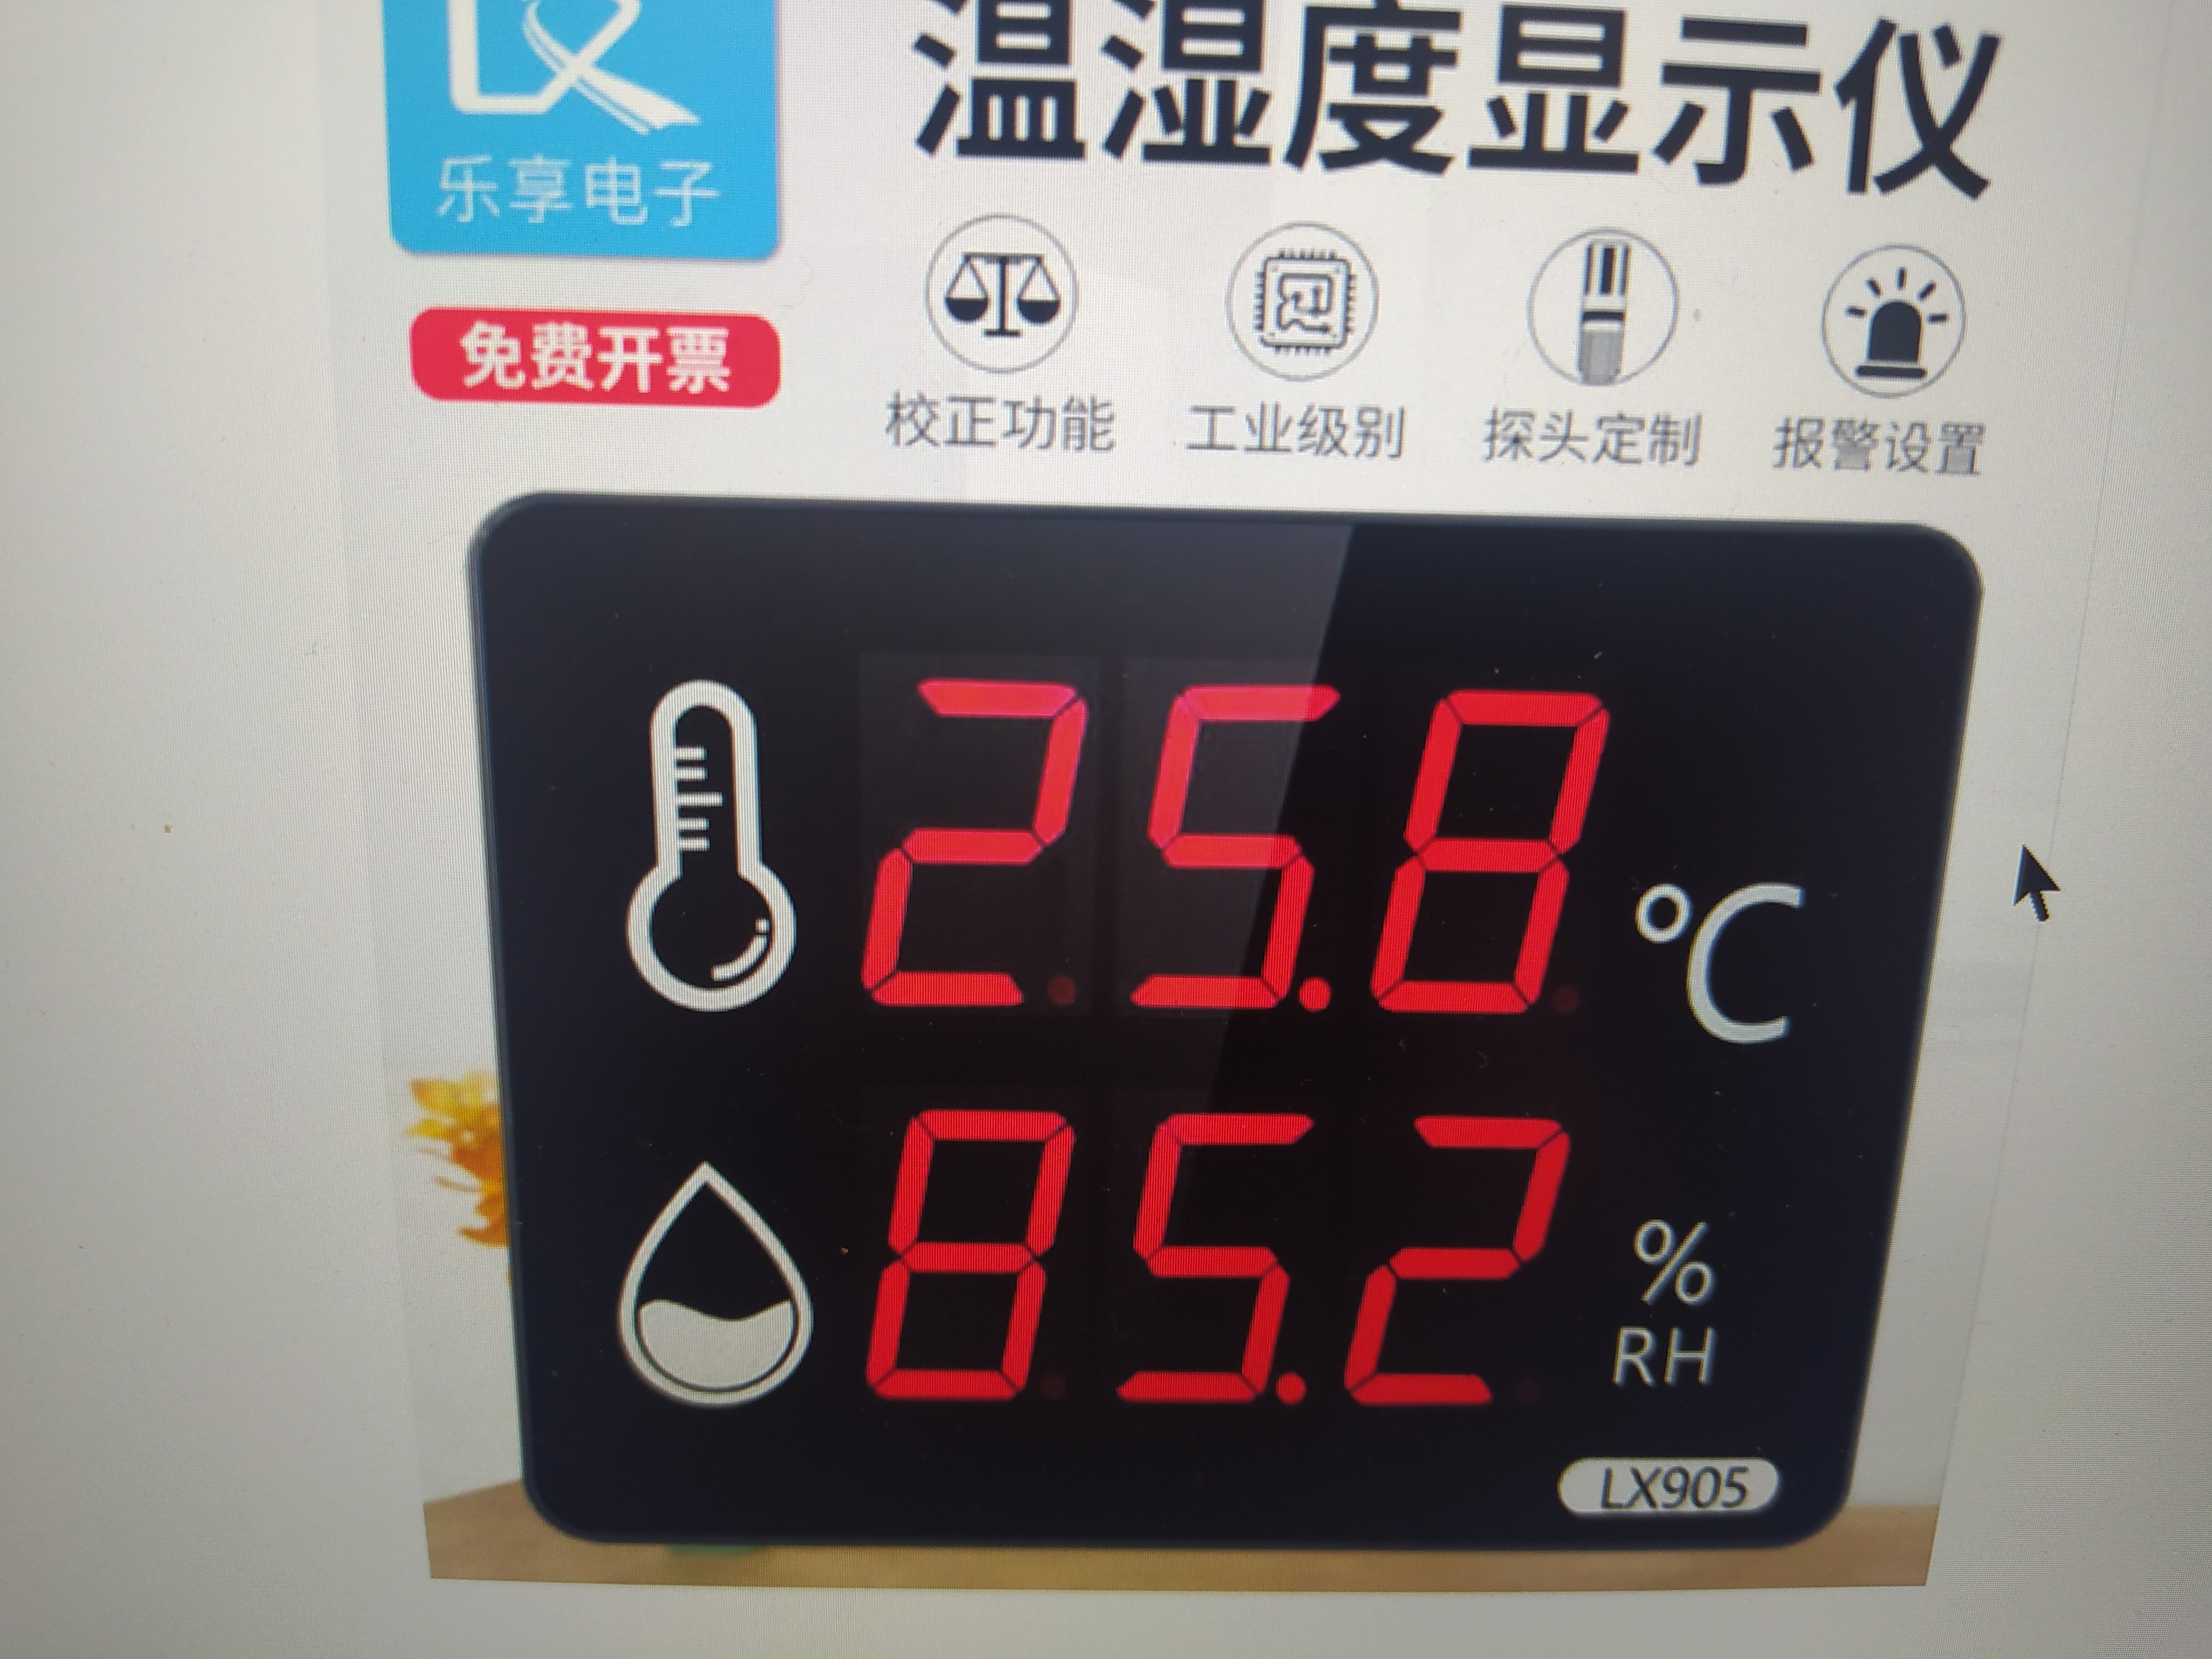 温湿度显示仪
乐享电子
免费开票
校正功能
工业级别
探头定制
报警设置
25.8 °C
85.2 % RH
LX905